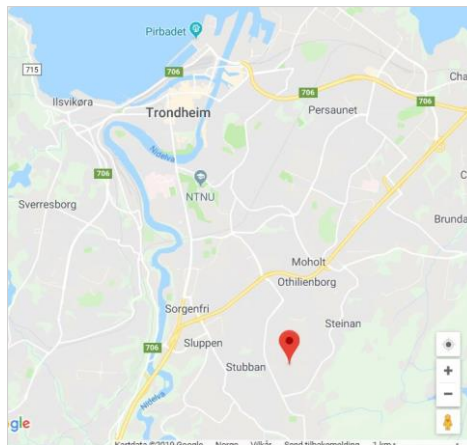 Pirbadet
715
706
Ilsvikøra
706
Cha
Trondheim
Persaunet
706
Nidelva
706
NTNU
Sverresborg
Brunda
Moholt
Othilienborg
Sorgenfri
Steinan
Sluppen
706
Stubban
Nidelva
gle
Kartdata ©2019 Google Norge Vilkår Send tilbakemelding